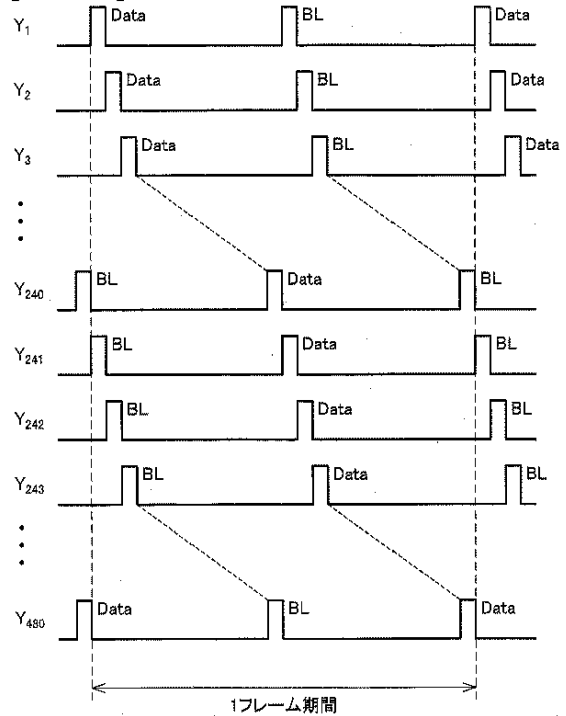 Y1 Data BL Data
Y2 Data BL Data
Y3 Data BL Data
Y240 BL Data BL
Y241 BL Data BL
Y242 BL Data BL
Y243 BL Data BL
Y480 Data BL Data
1フレーム期間